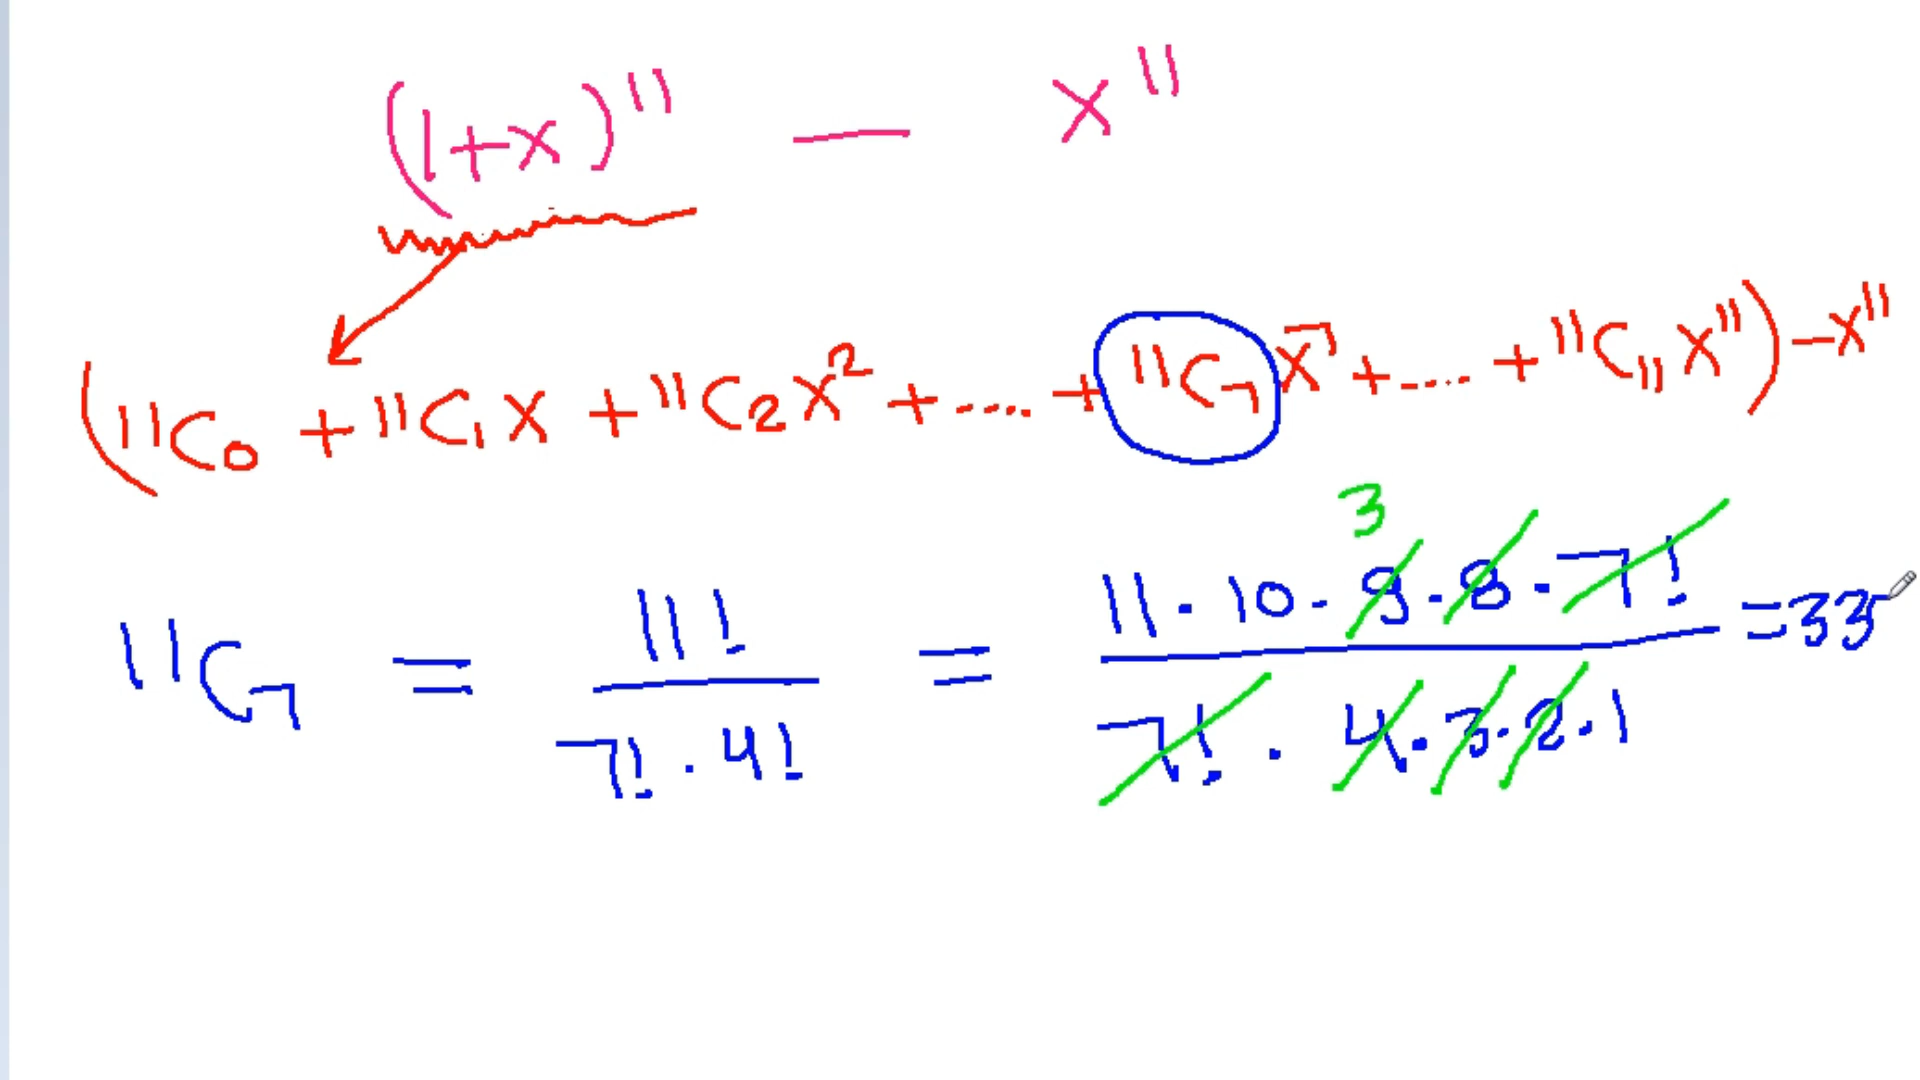 (1+x)¹¹ — x¹¹
(¹¹C₀ + ¹¹C₁x + ¹¹C₂x² + .... + ¹¹C₇x⁷ + .... + ¹¹C₁₁x¹¹) – x¹¹
¹¹C₇ = 11! / 7! · 4! = 11 · 10 · 9 · 8 · 7! / 7! · 4 · 3 · 2 · 1 = 33
3